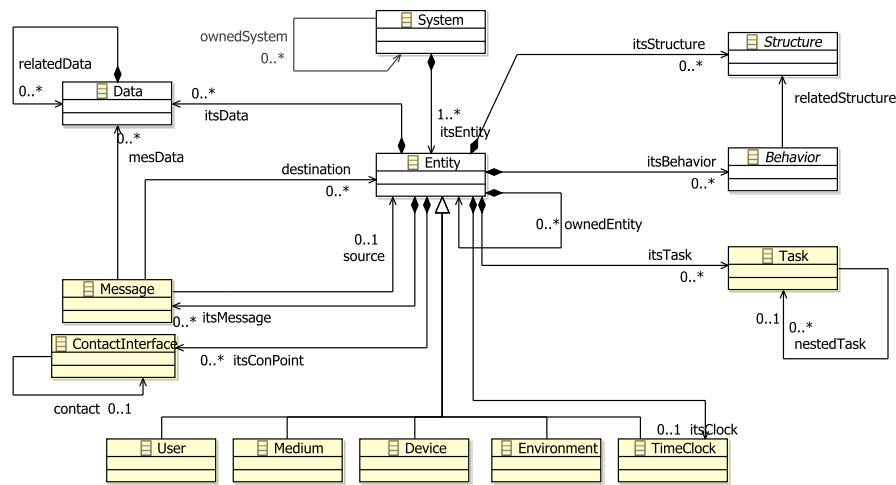 System
ownedSystem
0..*
itsStructure
0..*
Structure
relatedData
0..*
Data
0..*
itsData
1..*
itsEntity
relatedStructure
0..*
mesData
destination
0..*
Entity
itsBehavior
0..*
Behavior
0..* ownedEntity
0..1
source
itsTask
0..*
Task
Message
0..* itsMessage
0..1
0..*
nestedTask
ContactInterface
0..* itsConPoint
contact 0..1
0..1 itsClock
User
Medium
Device
Environment
TimeClock